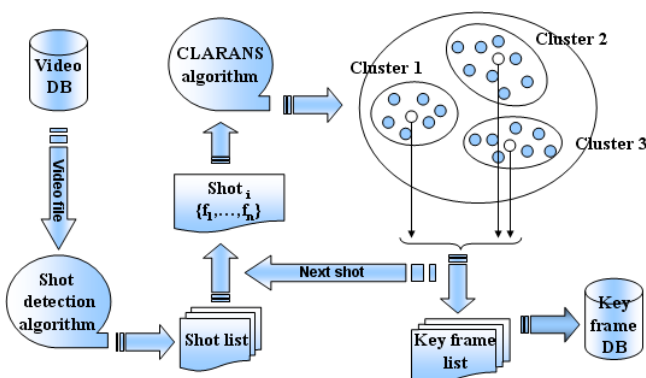 Video
DB
CLARANS
algorithm
Cluster 1
Cluster 2
Cluster 3
Video file
Shot i
{f1,...,fn}
Next shot
Shot
detection
algorithm
Shot list
Key frame
list
Key
frame
DB